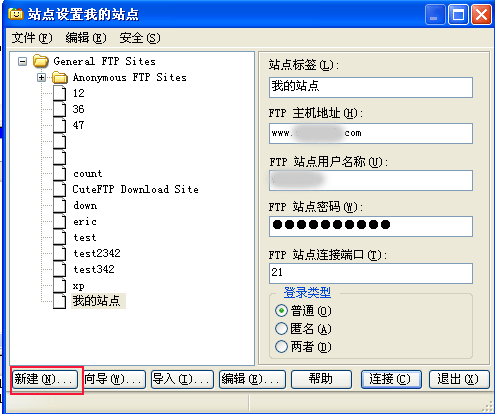 站点设置我的站点
文件(F) 编辑(E) 安全(S)
General FTP Sites
Anonymous FTP Sites
12
36
47
count
CuteFTP Download Site
down
eric
test
test2342
test342
xp
我的站点
站点标签(L):
我的站点
FTP 主机地址(H):
www. com
FTP 站点用户名称(U):
FTP 站点密码(W):
●●●●●●●●●●
FTP 站点连接端口(T):
21
登录类型
普通(O)
匿名(A)
两者(D)
新建(N)... 向导(W)... 导入(I)... 编辑(E)... 帮助 连接(C) 退出(X)